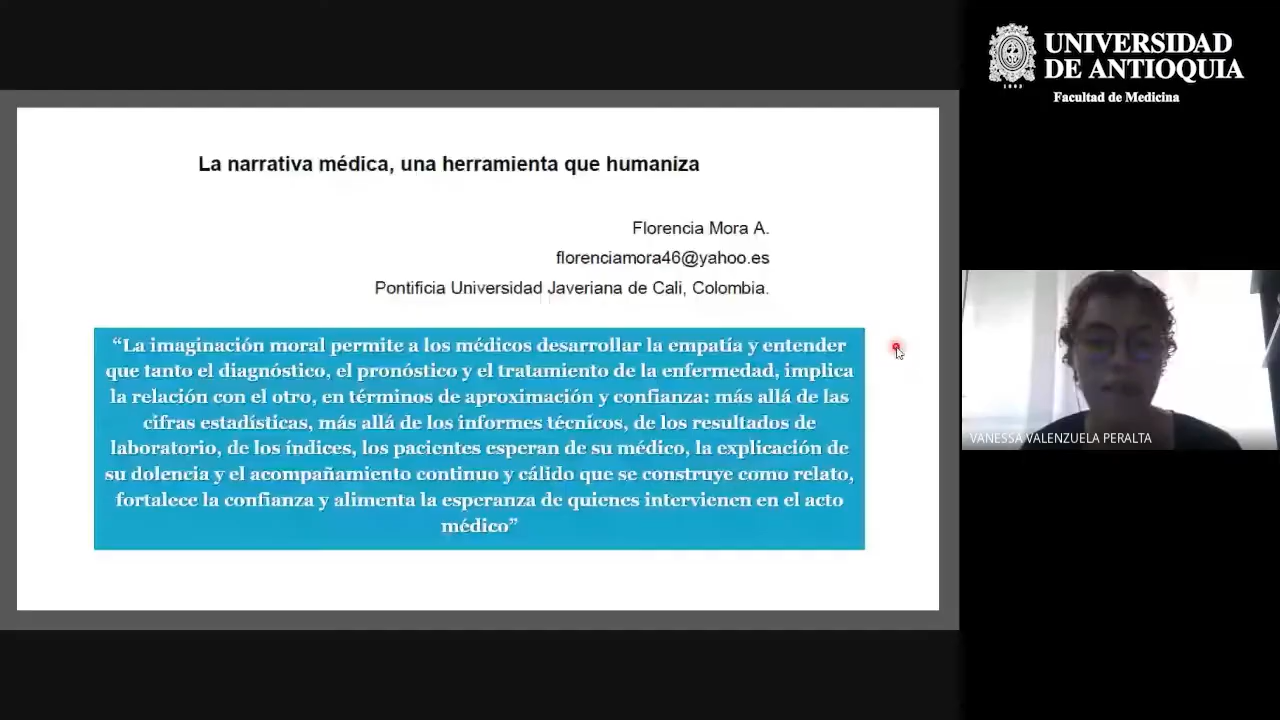 UNIVERSIDAD
DE ANTIOQUIA
1803
Facultad de Medicina
La narrativa médica, una herramienta que humaniza
Florencia Mora A.
florenciamora46@yahoo.es
Pontificia Universidad Javeriana de Cali, Colombia.
“La imaginación moral permite a los médicos desarrollar la empatía y entender
que tanto el diagnóstico, el pronóstico y el tratamiento de la enfermedad, implica
la relación con el otro, en términos de aproximación y confianza: más allá de las
cifras estadísticas, más allá de los informes técnicos, de los resultados de
laboratorio, de los índices, los pacientes esperan de su médico, la explicación de
su dolencia y el acompañamiento continuo y cálido que se construye como relato,
fortalece la confianza y alimenta la esperanza de quienes intervienen en el acto
médico”
VANESSA VALENZUELA PERALTA